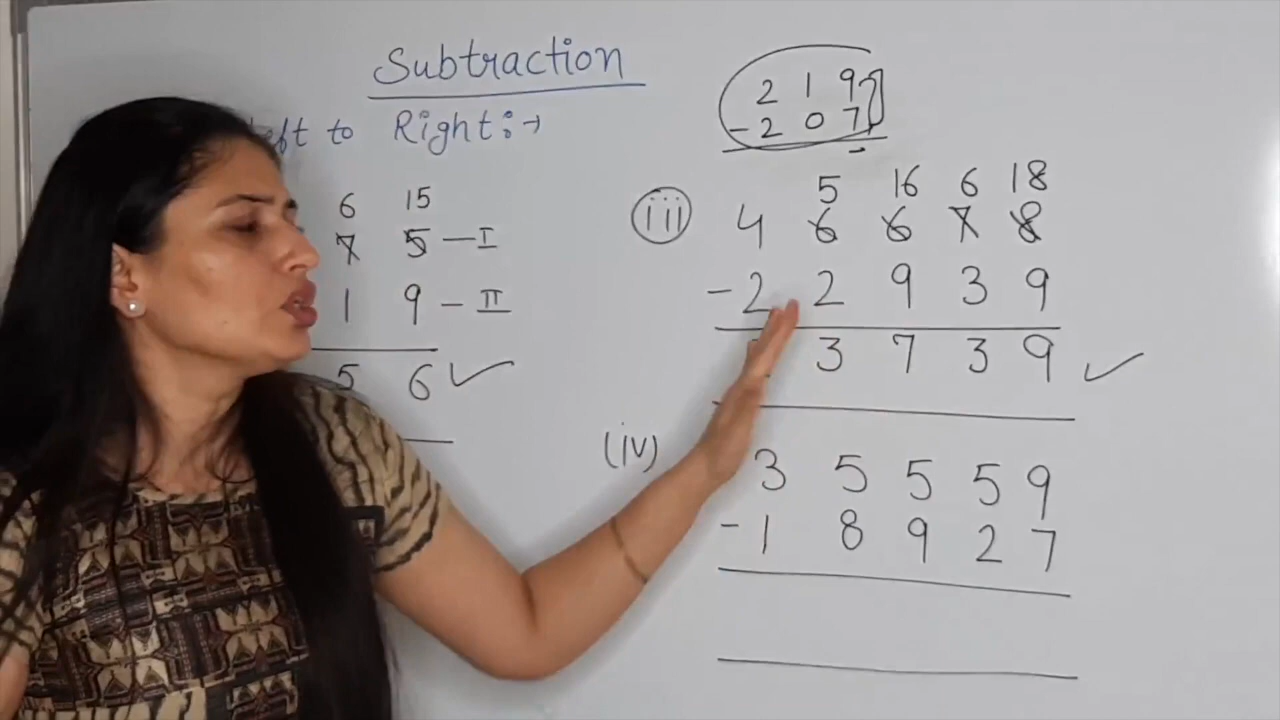 Subtraction
Left to Right:→
6 15
7 5 — I
1 9 — II
5 6 ✓
2 1 9
- 2 0 7
(iii)
5 16 6 18
4 6 6 7 8
- 2 2 9 3 9
3 7 3 9 ✓
(iv)
3 5 5 5 9
- 1 8 9 2 7